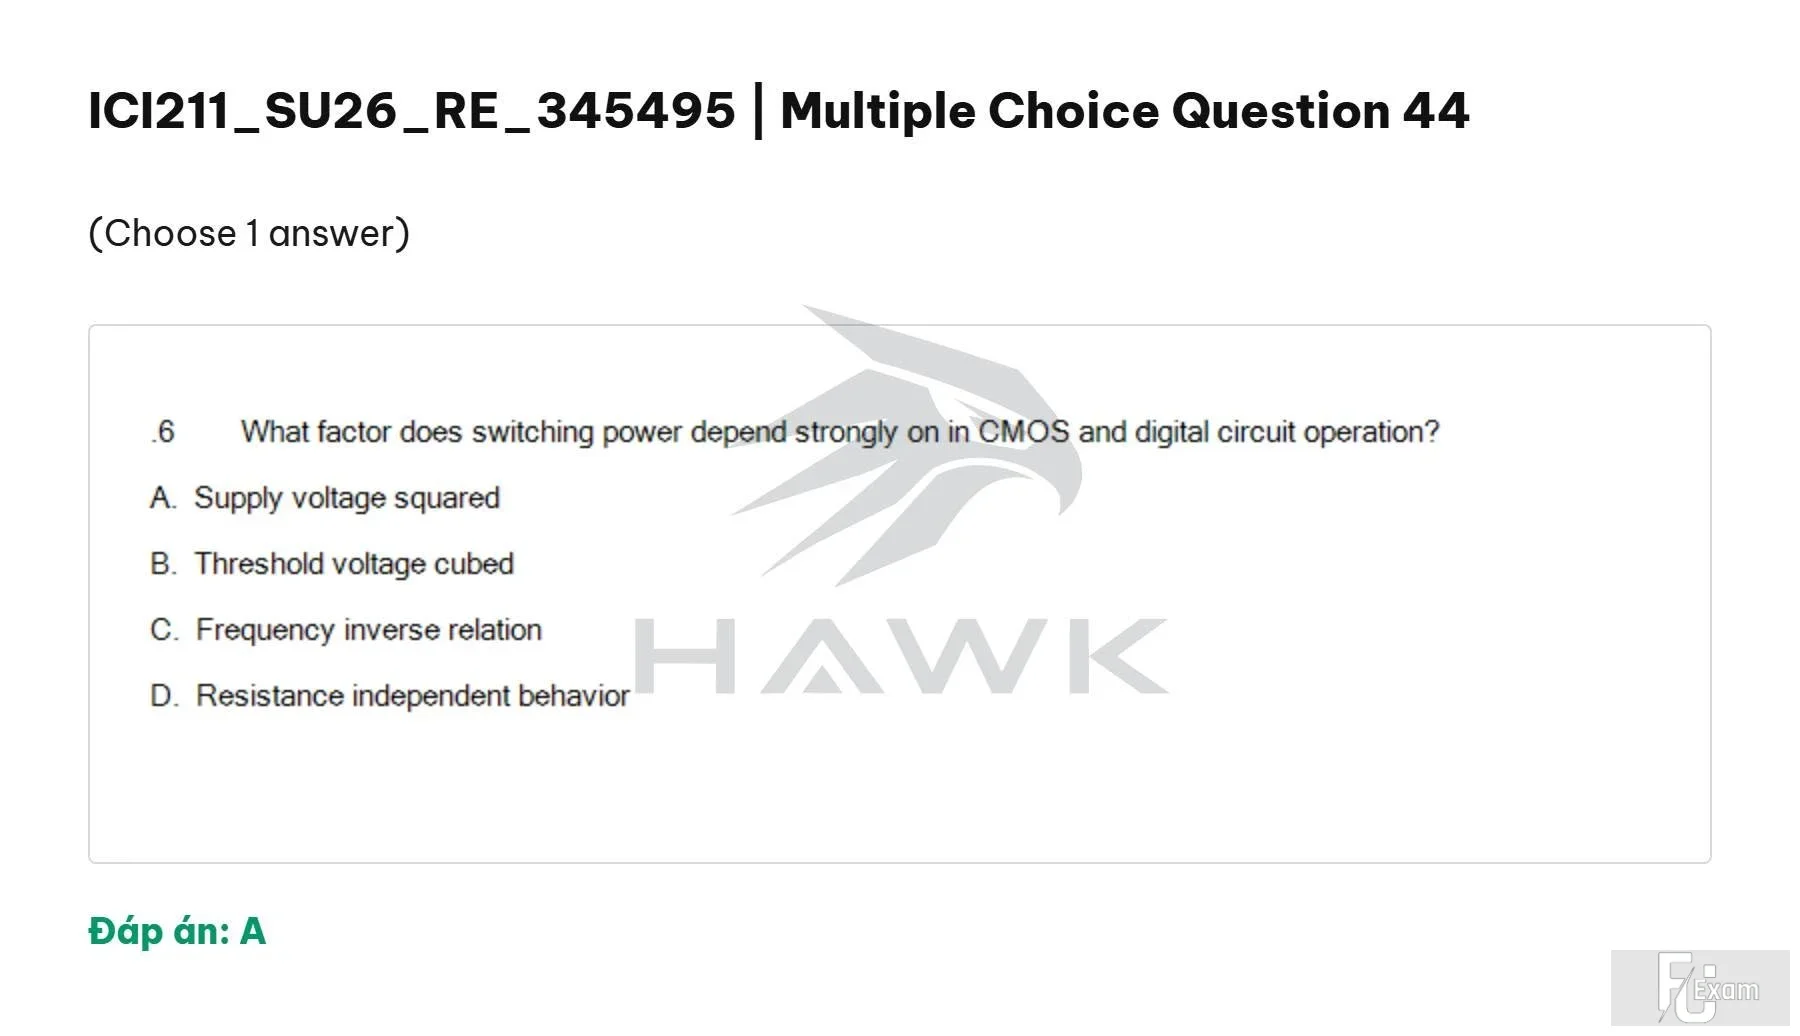 ICI211_SU26_RE_345495 | Multiple Choice Question 44
(Choose 1 answer)
.6 What factor does switching power depend strongly on in CMOS and digital circuit operation?
A. Supply voltage squared
B. Threshold voltage cubed
C. Frequency inverse relation
D. Resistance independent behavior
HAWK
Đáp án: A
FU Exam